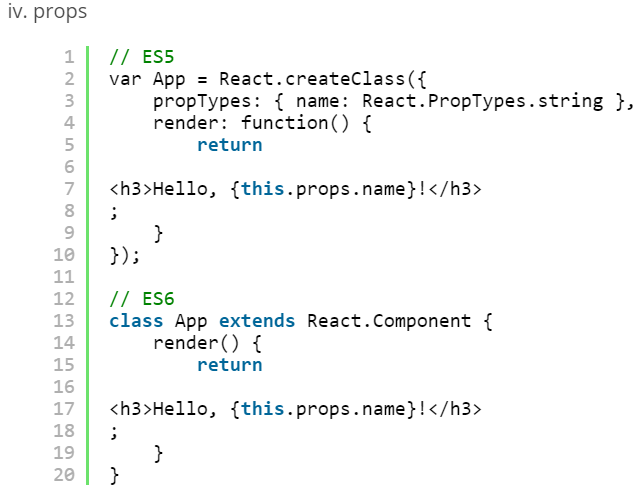 iv. props
1 // ES5
2 var App = React.createClass({
3     propTypes: { name: React.PropTypes.string },
4     render: function() {
5         return
6
7 <h3>Hello, {this.props.name}!</h3>
8 ;
9     }
10 });
11
12 // ES6
13 class App extends React.Component {
14     render() {
15         return
16
17 <h3>Hello, {this.props.name}!</h3>
18 ;
19     }
20 }